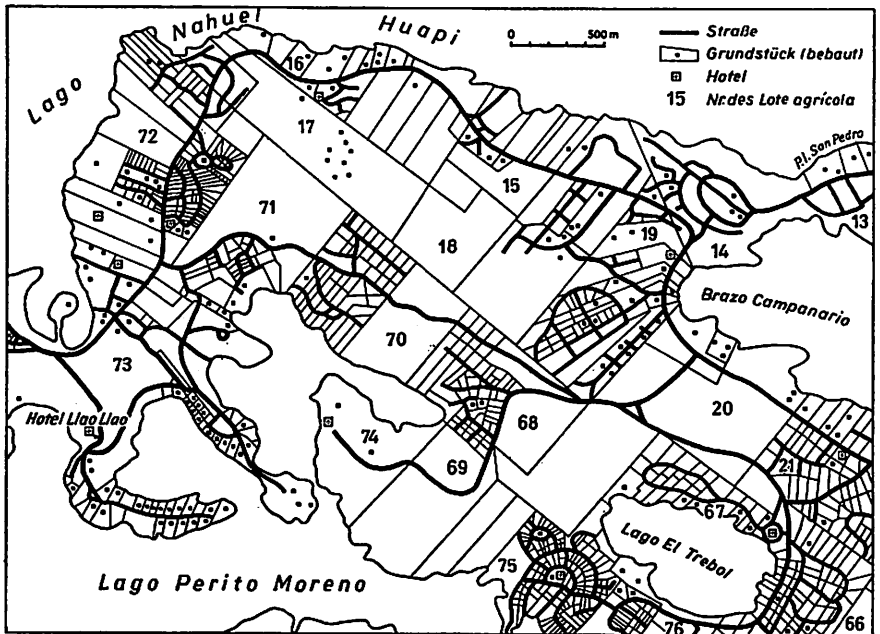 Lago Nahuel Huapi
0 500 m
Straße
Grundstück (bebaut)
Hotel
15 Nr.des Lote agrícola
16
17
72
15
P.l. San Pedro
71
18
19
14
13
Brazo Campanario
70
73
20
Hotel Llao Llao
74
68
69
21
67
Lago El Trebol
75
Lago Perito Moreno
76
66